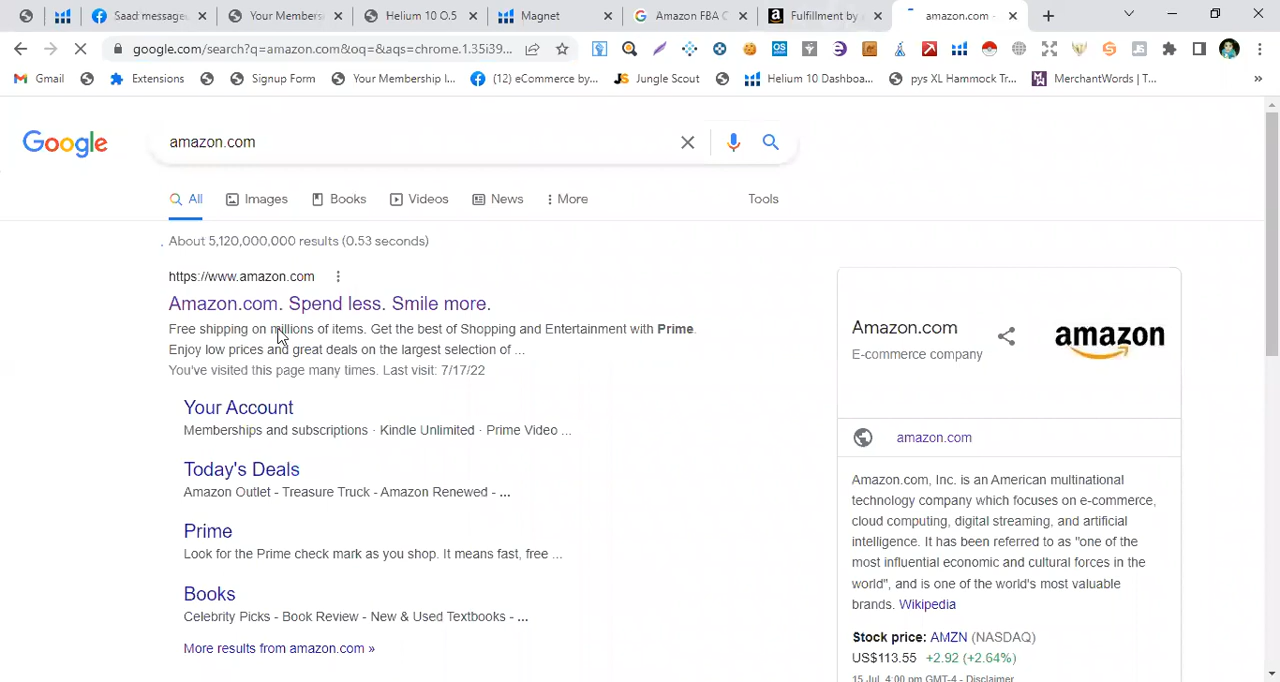 Saad message
Your Members
Helium 10 O.5
Magnet
Amazon FBA C
Fulfillment by
amazon.com -
google.com/search?q=amazon.com&oq=&aqs=chrome.1.35i39...
Gmail
Extensions
Signup Form
Your Membership I...
(12) eCommerce by...
Jungle Scout
Helium 10 Dashboa...
pys XL Hammock Tr...
MerchantWords | T...
»
Google
amazon.com
All
Images
Books
Videos
News
More
Tools
About 5,120,000,000 results (0.53 seconds)
https://www.amazon.com
Amazon.com. Spend less. Smile more.
Free shipping on millions of items. Get the best of Shopping and Entertainment with Prime.
Enjoy low prices and great deals on the largest selection of ...
You've visited this page many times. Last visit: 7/17/22
Your Account
Memberships and subscriptions · Kindle Unlimited · Prime Video ...
Today's Deals
Amazon Outlet - Treasure Truck - Amazon Renewed - ...
Prime
Look for the Prime check mark as you shop. It means fast, free ...
Books
Celebrity Picks - Book Review - New & Used Textbooks - ...
More results from amazon.com »
Amazon.com
E-commerce company
amazon
amazon.com
Amazon.com, Inc. is an American multinational
technology company which focuses on e-commerce,
cloud computing, digital streaming, and artificial
intelligence. It has been referred to as "one of the
most influential economic and cultural forces in the
world", and is one of the world's most valuable
brands. Wikipedia
Stock price: AMZN (NASDAQ)
US$113.55 +2.92 (+2.64%)
15 Jul, 4:00 pm GMT-4 - Disclaimer